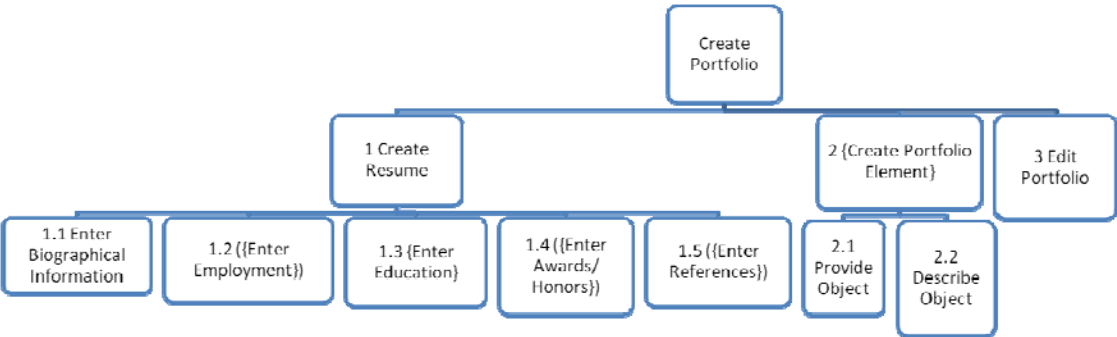 Create
Portfolio
1 Create
Resume
2 {Create Portfolio
Element}
3 Edit
Portfolio
1.1 Enter
Biographical
Information
1.2 ({Enter
Employment})
1.3 {Enter
Education}
1.4 ({Enter
Awards/
Honors})
1.5 ({Enter
References})
2.1
Provide
Object
2.2
Describe
Object